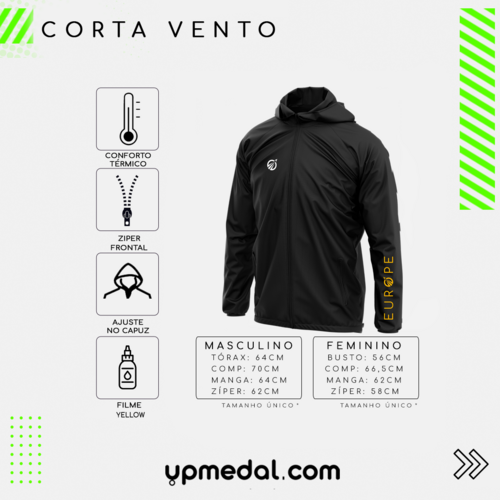 CORTA VENTO
CONFORTO
TÉRMICO
ZIPER
FRONTAL
AJUSTE
NO CAPUZ
FILME
YELLOW
EUROPE
MASCULINO
TÓRAX: 64CM
COMP: 70CM
MANGA: 64CM
ZÍPER: 62CM
TAMANHO ÚNICO*
FEMININO
BUSTO: 56CM
COMP: 66,5CM
MANGA: 62CM
ZÍPER: 58CM
TAMANHO ÚNICO*
upmedal.com